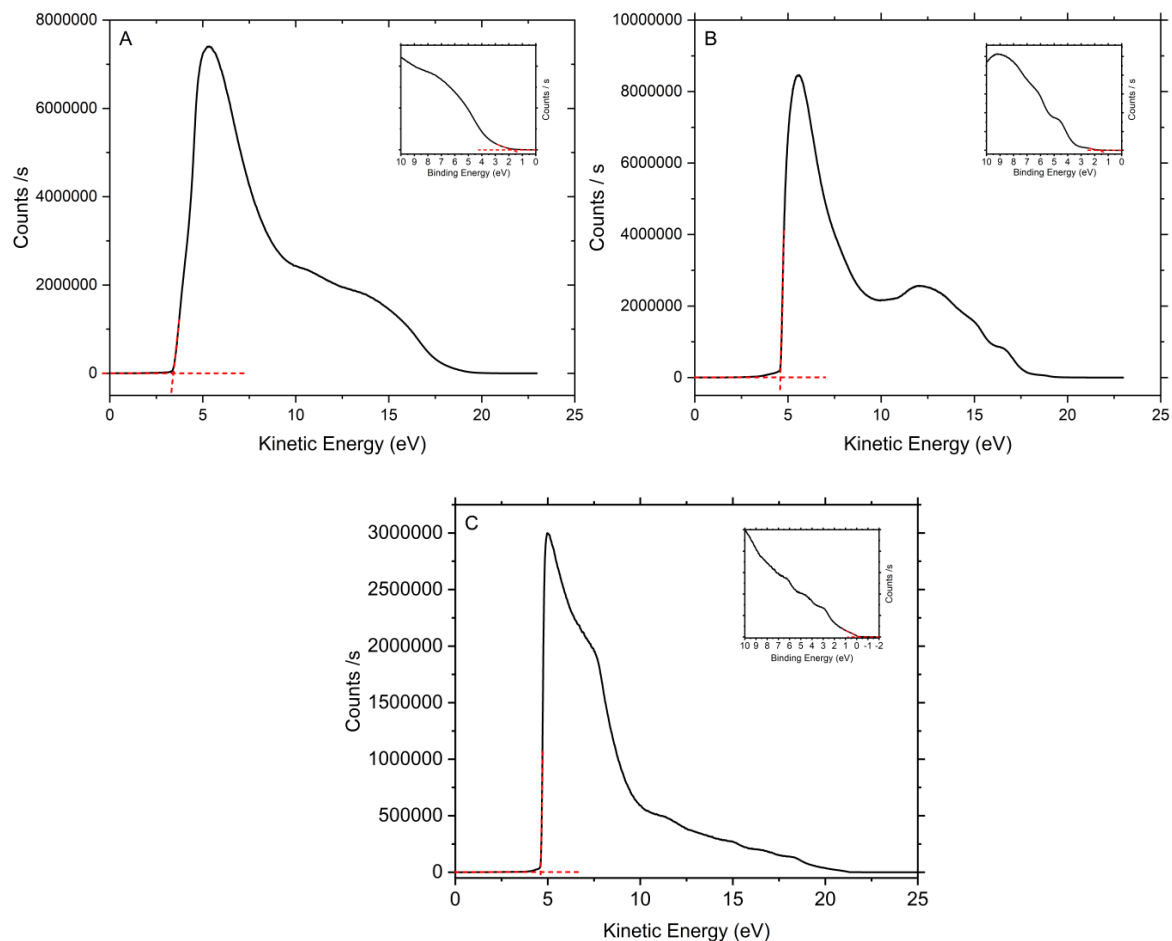 A
Counts /s
8000000
6000000
4000000
2000000
0
0 5 10 15 20 25
Kinetic Energy (eV)
Counts / s
10 9 8 7 6 5 4 3 2 1 0
Binding Energy (eV)
B
Counts / s
10000000
8000000
6000000
4000000
2000000
0
0 5 10 15 20 25
Kinetic Energy (eV)
Counts / s
10 9 8 7 6 5 4 3 2 1 0
Binding Energy (eV)
C
Counts /s
3000000
2500000
2000000
1500000
1000000
500000
0
0 5 10 15 20 25
Kinetic Energy (eV)
Counts /s
10 9 8 7 6 5 4 3 2 1 0 -1 -2
Binding Energy (eV)